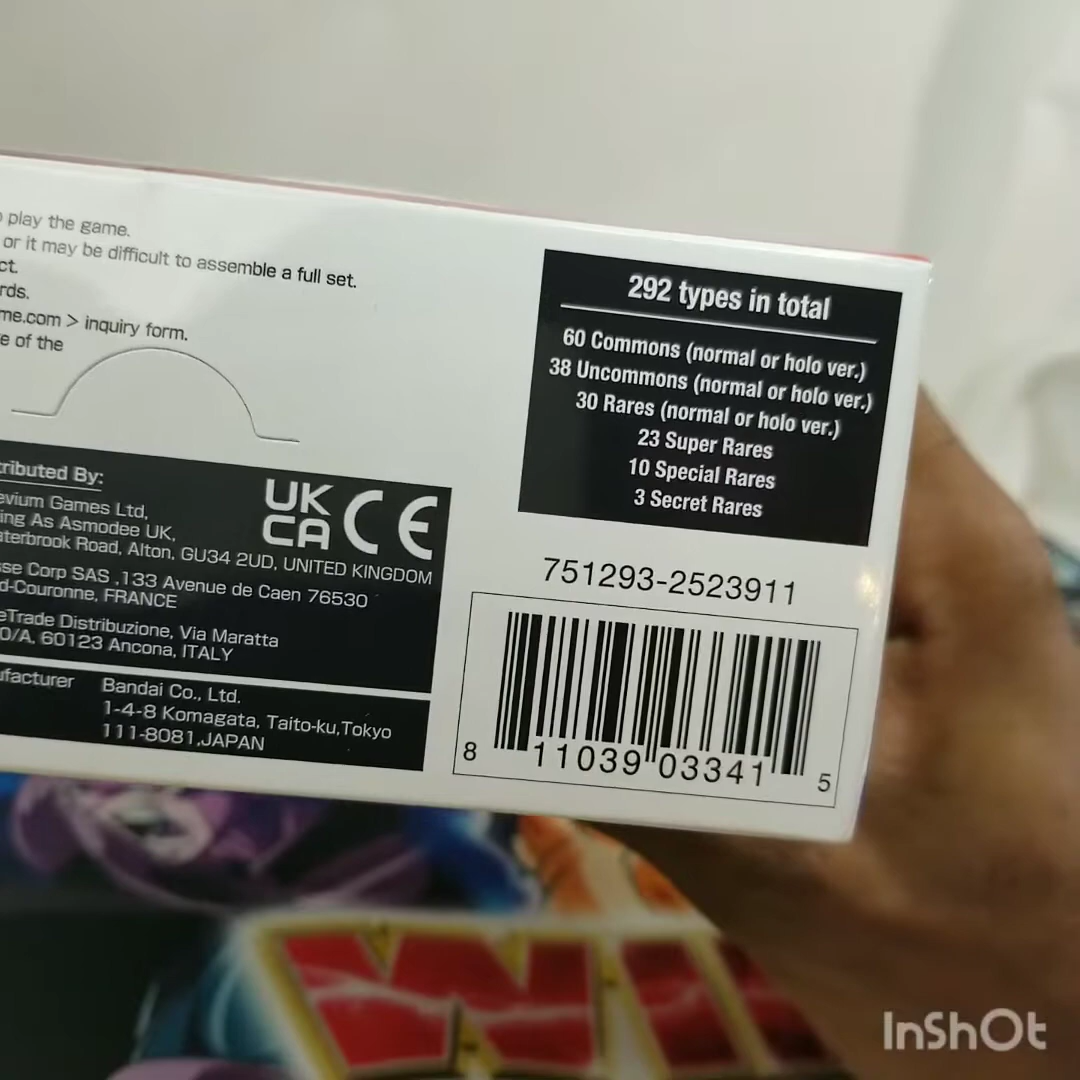 play the game.
or it may be difficult to assemble a full set.
ct.
rds.
me.com > inquiry form.
e of the
292 types in total
60 Commons (normal or holo ver.)
38 Uncommons (normal or holo ver.)
30 Rares (normal or holo ver.)
23 Super Rares
10 Special Rares
3 Secret Rares
tributed By:
evium Games Ltd,
ing As Asmodee UK,
aterbrook Road, Alton, GU34 2UD, UNITED KINGDOM
sse Corp SAS ,133 Avenue de Caen 76530
d-Couronne, FRANCE
eTrade Distribuzione, Via Maratta
0/A, 60123 Ancona, ITALY
UK
CA CE
ufacturer Bandai Co., Ltd.
1-4-8 Komagata, Taito-ku,Tokyo
111-8081,JAPAN
751293-2523911
8 11039 03341 5
WI
InShOt